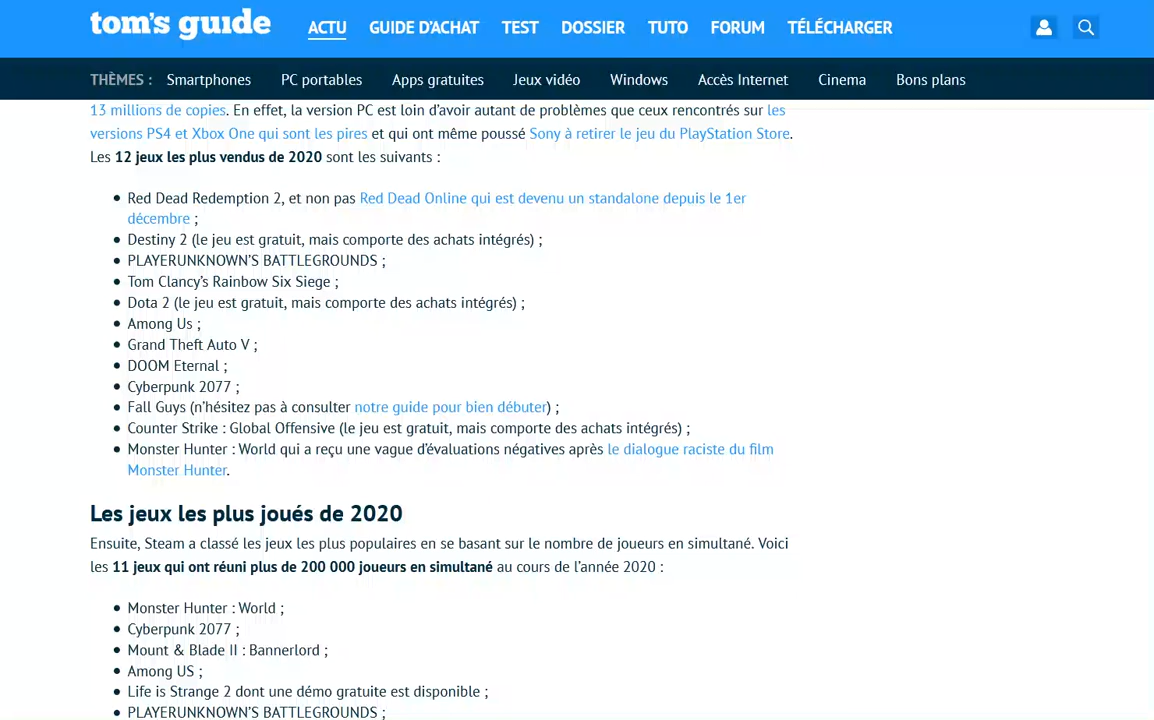 tom's guide
ACTU GUIDE D'ACHAT TEST DOSSIER TUTO FORUM TÉLÉCHARGER
THÈMES : Smartphones PC portables Apps gratuites Jeux vidéo Windows Accès Internet Cinema Bons plans
13 millions de copies. En effet, la version PC est loin d'avoir autant de problèmes que ceux rencontrés sur les
versions PS4 et Xbox One qui sont les pires et qui ont même poussé Sony à retirer le jeu du PlayStation Store.
Les 12 jeux les plus vendus de 2020 sont les suivants :
• Red Dead Redemption 2, et non pas Red Dead Online qui est devenu un standalone depuis le 1er
décembre ;
• Destiny 2 (le jeu est gratuit, mais comporte des achats intégrés) ;
• PLAYERUNKNOWN'S BATTLEGROUNDS ;
• Tom Clancy's Rainbow Six Siege ;
• Dota 2 (le jeu est gratuit, mais comporte des achats intégrés) ;
• Among Us ;
• Grand Theft Auto V ;
• DOOM Eternal ;
• Cyberpunk 2077 ;
• Fall Guys (n'hésitez pas à consulter notre guide pour bien débuter) ;
• Counter Strike : Global Offensive (le jeu est gratuit, mais comporte des achats intégrés) ;
• Monster Hunter : World qui a reçu une vague d'évaluations négatives après le dialogue raciste du film
Monster Hunter.
Les jeux les plus joués de 2020
Ensuite, Steam a classé les jeux les plus populaires en se basant sur le nombre de joueurs en simultané. Voici
les 11 jeux qui ont réuni plus de 200 000 joueurs en simultané au cours de l'année 2020 :
• Monster Hunter : World ;
• Cyberpunk 2077 ;
• Mount & Blade II : Bannerlord ;
• Among US ;
• Life is Strange 2 dont une démo gratuite est disponible ;
• PLAYERUNKNOWN'S BATTLEGROUNDS ;